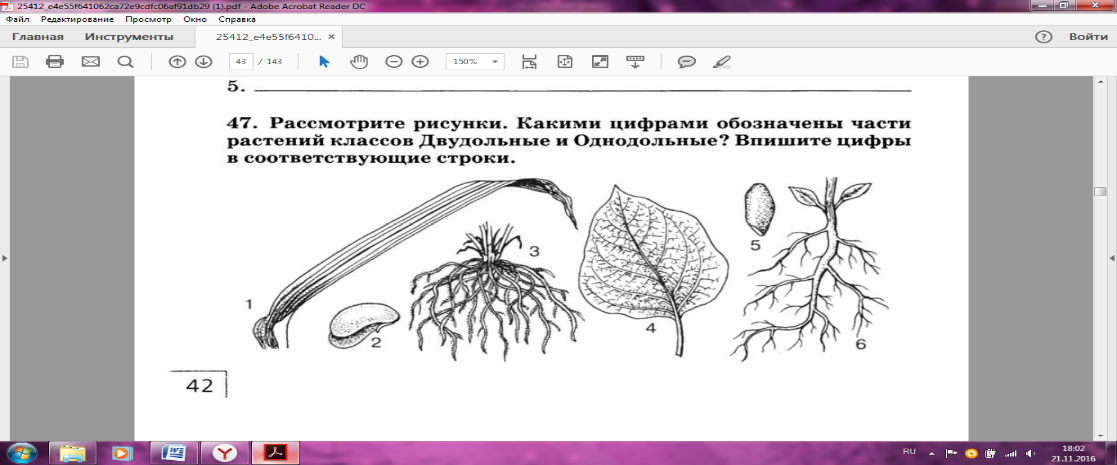 25412_e4e55f641062ca72e9cdfc06af91db29 (1).pdf - Adobe Acrobat Reader DC
Файл Редактирование Просмотр Окно Справка
Главная Инструменты 25412_e4e55f6410... × ? Войти
43 / 143 150%
5.
47. Рассмотрите рисунки. Какими цифрами обозначены части
растений классов Двудольные и Однодольные? Впишите цифры
в соответствующие строки.
1 2 3 4 5 6
42
RU 18:02
21.11.2016